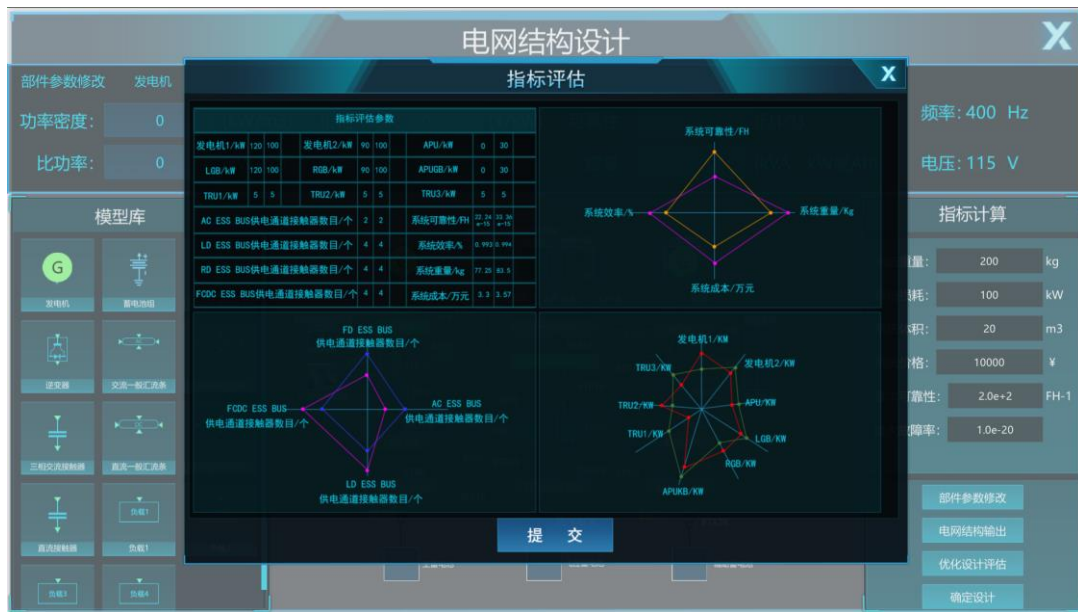 电网结构设计
X
部件参数修改 发电机
功率密度: 0
比功率: 0
频率: 400 Hz
电压: 115 V
指标评估
X
指标评估参数
发电机1/kW 120 100 发电机2/kW 90 100 APU/kW 0 30
LGB/kW 120 100 RGB/kW 90 100 APUGB/kW 0 30
TRU1/kW 5 5 TRU2/kW 5 5 TRU3/kW 5 5
AC ESS BUS供电通道接触器数目/个 2 2 系统可靠性/FH 22.24 e-15 22.36 e-15
LD ESS BUS供电通道接触器数目/个 4 4 系统效率/% 0.993 0.994
RD ESS BUS供电通道接触器数目/个 4 4 系统重量/kg 77.25 83.5
FCDC ESS BUS供电通道接触器数目/个 4 4 系统成本/万元 3.3 3.57
系统可靠性/FH
系统效率/%
系统重量/Kg
系统成本/万元
FD ESS BUS
供电通道接触器数目/个
FCDC ESS BUS
供电通道接触器数目/个
AC ESS BUS
供电通道接触器数目/个
LD ESS BUS
供电通道接触器数目/个
发电机1/KW
发电机2/KW
TRU3/KW
TRU2/KW
APU/KW
TRU1/KW
LGB/KW
RGB/KW
APUKB/KW
提 交
模型库
G
发电机
蓄电池组
逆变器
交流一般汇流条
三相交流接触器
直流一般汇流条
直流接触器
负载1
负载1
负载3
负载4
指标计算
量: 200 kg
损耗: 100 kW
积: 20 m3
格: 10000 ¥
靠性: 2.0e+2 FH-1
障率: 1.0e-20
部件参数修改
电网结构输出
优化设计评估
确定设计